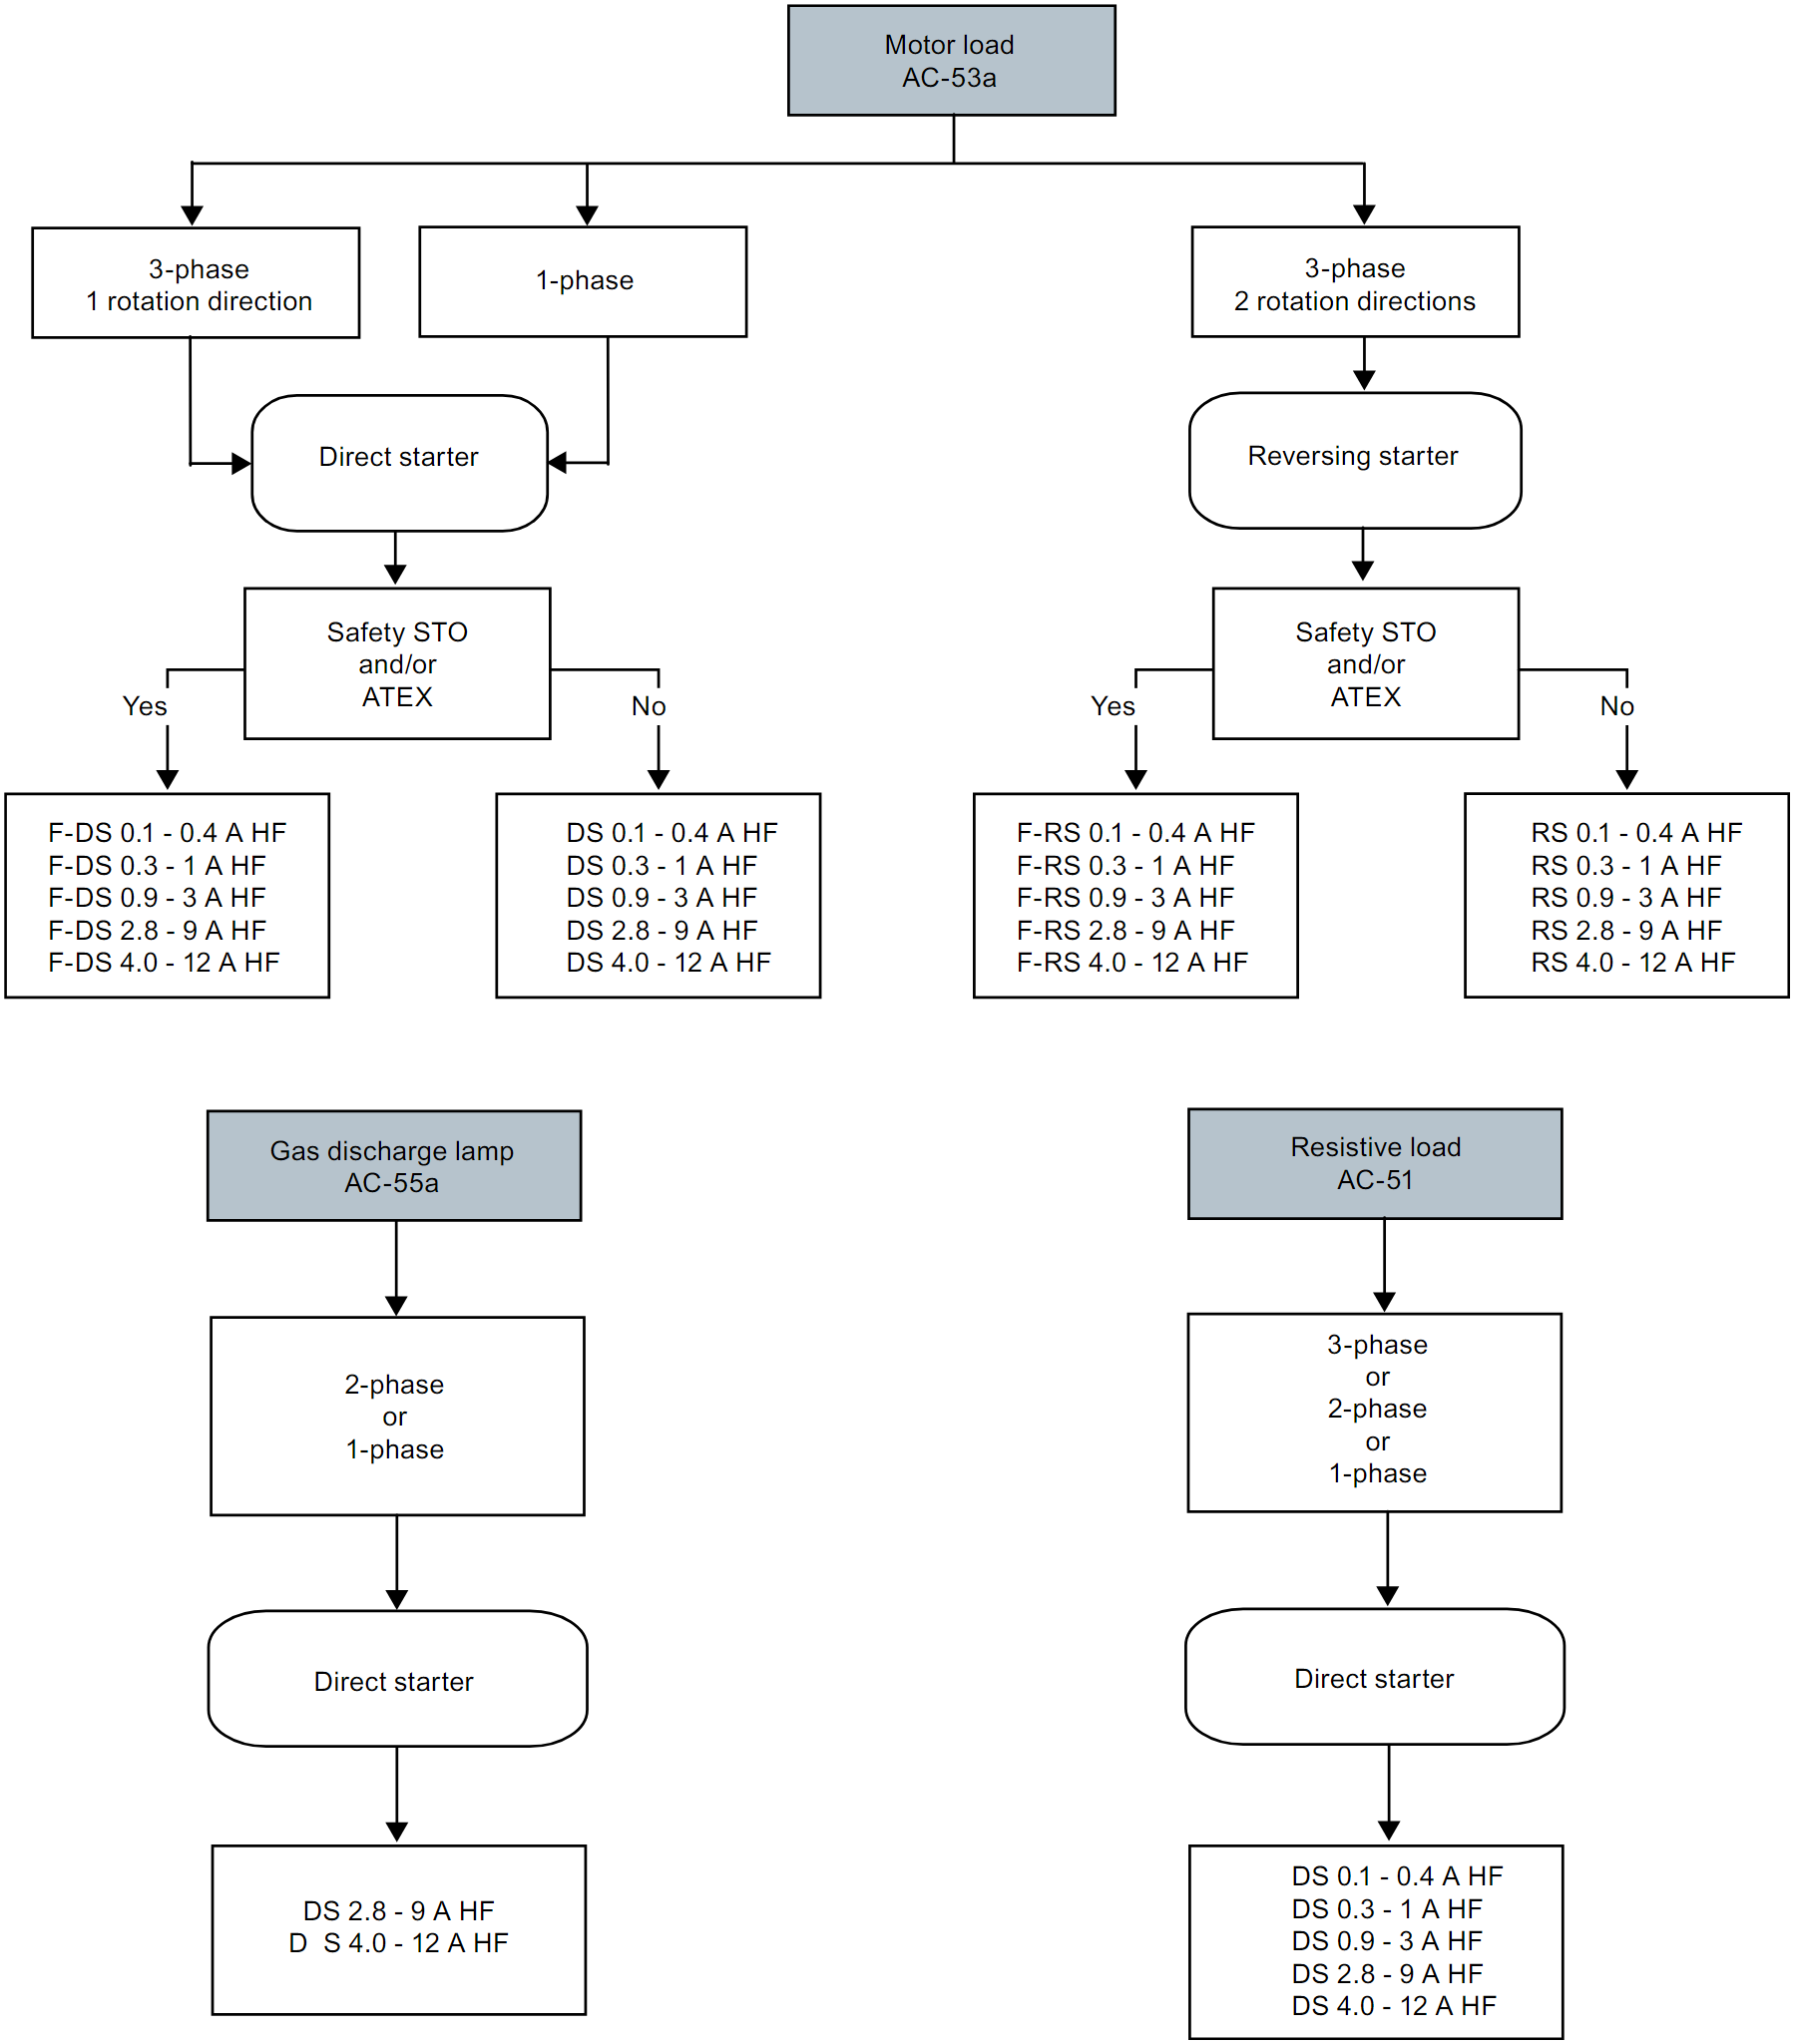 Motor load
AC-53a
3-phase
1 rotation direction
1-phase
3-phase
2 rotation directions
Direct starter
Reversing starter
Safety STO
and/or
ATEX
Yes
No
Safety STO
and/or
ATEX
Yes
No
F-DS 0.1 - 0.4 A HF
F-DS 0.3 - 1 A HF
F-DS 0.9 - 3 A HF
F-DS 2.8 - 9 A HF
F-DS 4.0 - 12 A HF
DS 0.1 - 0.4 A HF
DS 0.3 - 1 A HF
DS 0.9 - 3 A HF
DS 2.8 - 9 A HF
DS 4.0 - 12 A HF
F-RS 0.1 - 0.4 A HF
F-RS 0.3 - 1 A HF
F-RS 0.9 - 3 A HF
F-RS 2.8 - 9 A HF
F-RS 4.0 - 12 A HF
RS 0.1 - 0.4 A HF
RS 0.3 - 1 A HF
RS 0.9 - 3 A HF
RS 2.8 - 9 A HF
RS 4.0 - 12 A HF
Gas discharge lamp
AC-55a
2-phase
or
1-phase
Direct starter
DS 2.8 - 9 A HF
D  S 4.0 - 12 A HF
Resistive load
AC-51
3-phase
or
2-phase
or
1-phase
Direct starter
DS 0.1 - 0.4 A HF
DS 0.3 - 1 A HF
DS 0.9 - 3 A HF
DS 2.8 - 9 A HF
DS 4.0 - 12 A HF